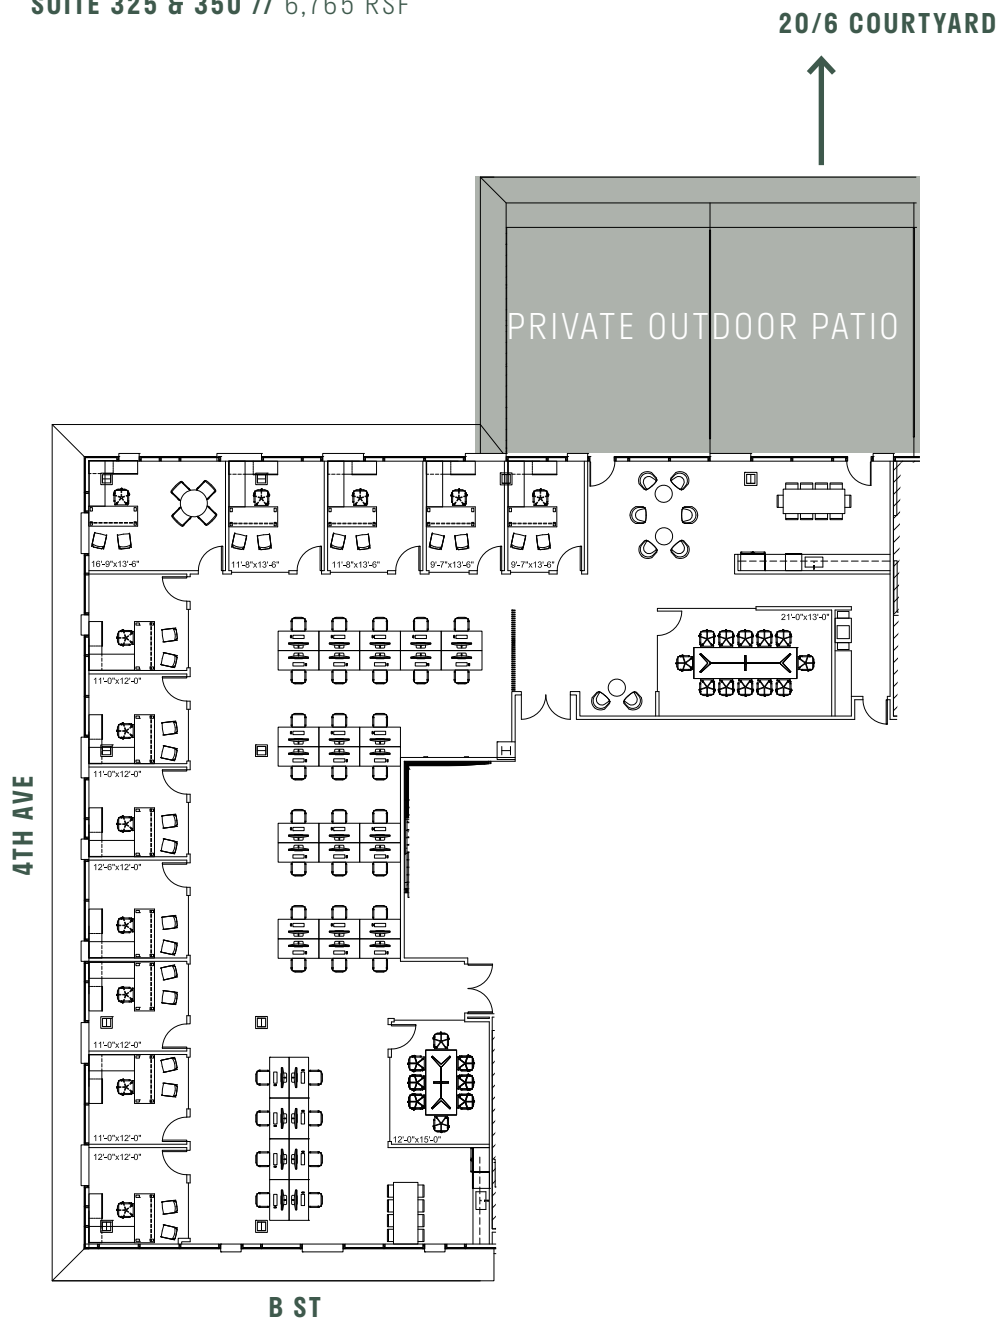 SUITE 325 & 350 // 6,765 RSF
20/6 COURTYARD
PRIVATE OUTDOOR PATIO
16'-9"x13'-6"
11'-8"x13'-6"
11'-8"x13'-6"
9'-7"x13'-6"
9'-7"x13'-6"
21'-0"x13'-0"
11'-0"x12'-0"
11'-0"x12'-0"
4TH AVE
12'-6"x12'-0"
11'-0"x12'-0"
11'-0"x12'-0"
12'-0"x15'-0"
12'-0"x12'-0"
B ST